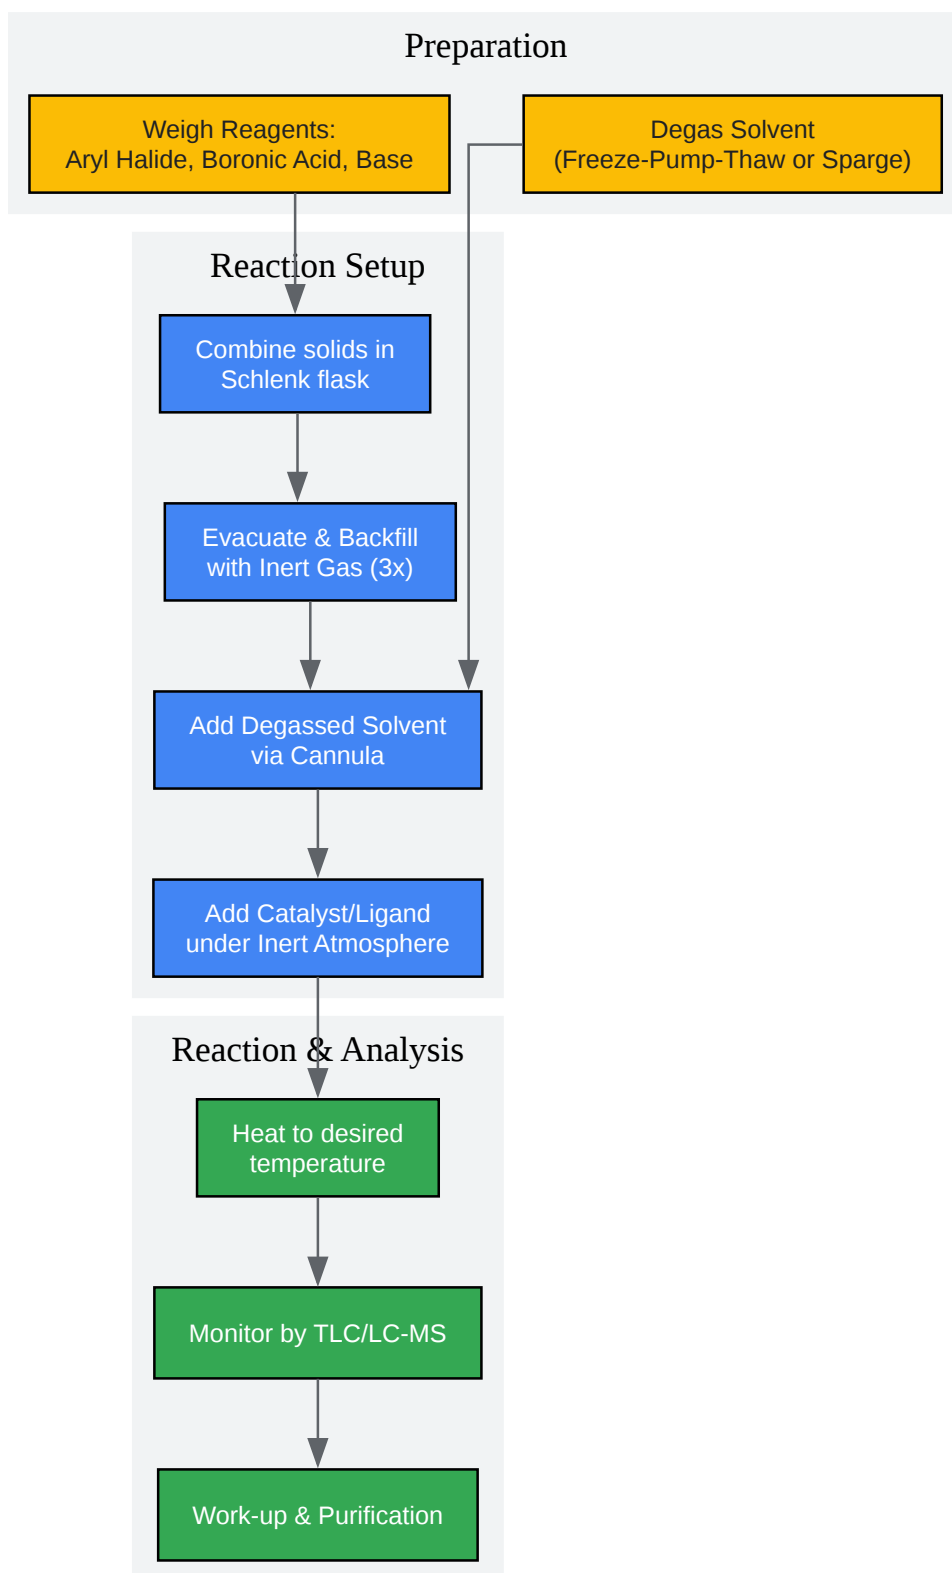 Preparation
Weigh Reagents:
Aryl Halide, Boronic Acid, Base
Degas Solvent
(Freeze-Pump-Thaw or Sparge)
Reaction Setup
Combine solids in
Schlenk flask
Evacuate & Backfill
with Inert Gas (3x)
Add Degassed Solvent
via Cannula
Add Catalyst/Ligand
under Inert Atmosphere
Reaction & Analysis
Heat to desired
temperature
Monitor by TLC/LC-MS
Work-up & Purification